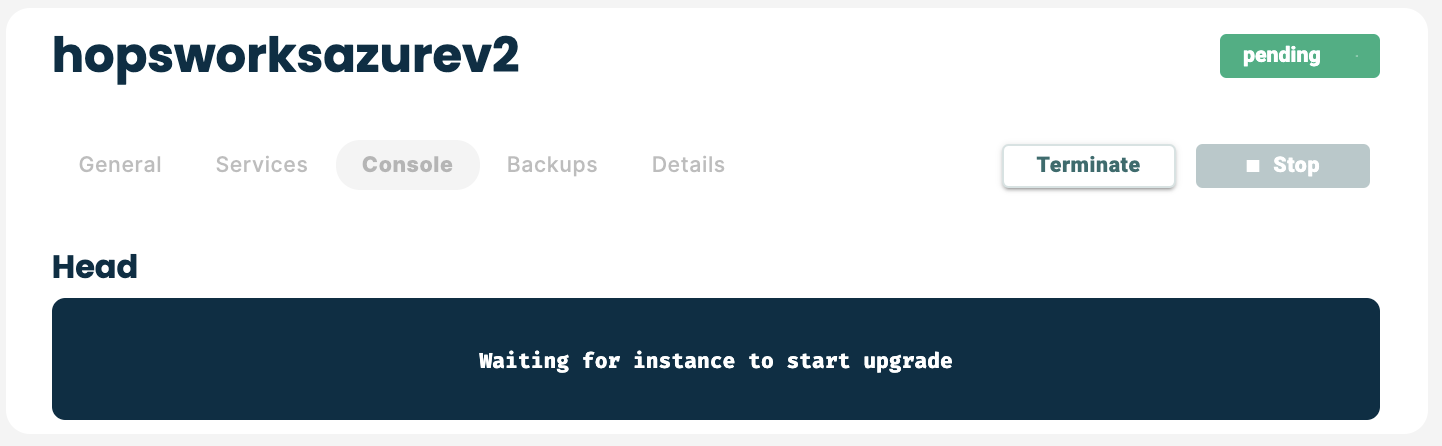 hopsworksazurev2
pending
General Services Console Backups Details Terminate Stop
Head
Waiting for instance to start upgrade